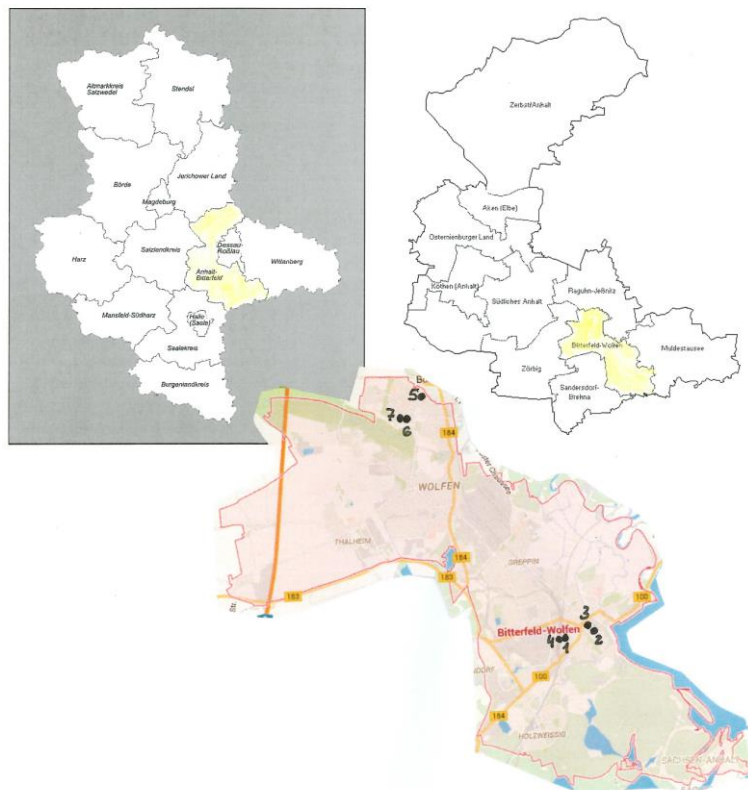 Altmarkkreis
Salzwedel
Stendal
Börde
Jerichower Land
Magdeburg
Harz
Salzlandkreis
Dessau-
Roßlau
Wittenberg
Anhalt-
Bitterfeld
Mansfeld-Südharz
Halle
(Saale)
Saalekreis
Burgenlandkreis
Zerbst/Anhalt
Aken (Elbe)
Osternienburger Land
Köthen (Anhalt)
Südliches Anhalt
Raguhn-Jeßnitz
Bitterfeld-Wolfen
Muldestausee
Zörbig
Sandersdorf-
Brehna
5
7
6
184
WOLFEN
THALHEIM
184
183
GREPPIN
183
100
3
Bitterfeld-Wolfen
2
4
1
100
184
HOLZWEISSIG
SACHSEN-ANHALT